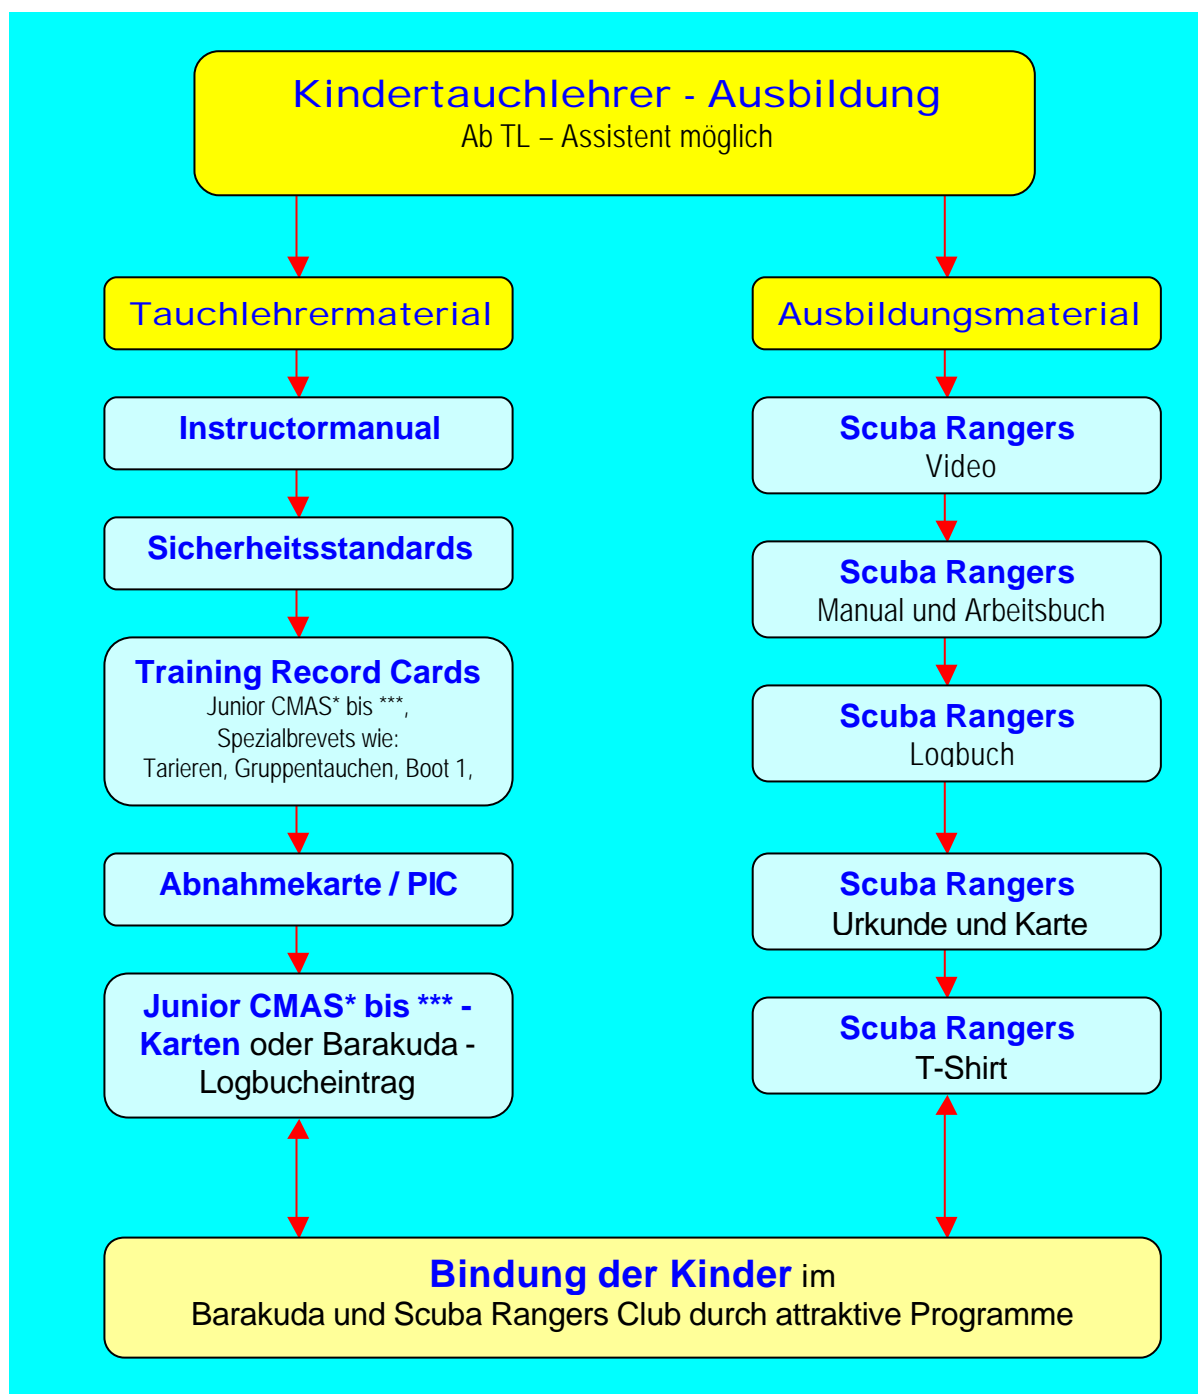 Kindertauchlehrer - Ausbildung
Ab TL – Assistent möglich
Tauchlehrermaterial
Instructormanual
Sicherheitsstandards
Training Record Cards
Junior CMAS* bis ***,
Spezialbrevets wie:
Tarieren, Gruppentauchen, Boot 1,
Abnahmekarte / PIC
Junior CMAS* bis *** -
Karten oder Barakuda -
Logbucheintrag
Ausbildungsmaterial
Scuba Rangers
Video
Scuba Rangers
Manual und Arbeitsbuch
Scuba Rangers
Logbuch
Scuba Rangers
Urkunde und Karte
Scuba Rangers
T-Shirt
Bindung der Kinder im
Barakuda und Scuba Rangers Club durch attraktive Programme